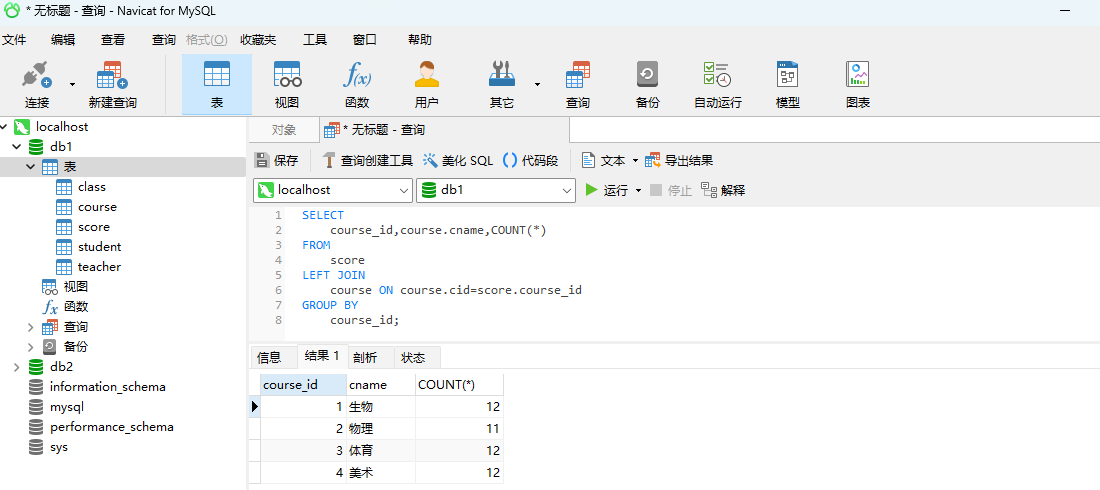 * 无标题 - 查询 - Navicat for MySQL
文件 编辑 查看 查询 格式(O) 收藏夹 工具 窗口 帮助
连接 新建查询 表 视图 函数 用户 其它 查询 备份 自动运行 模型 图表
localhost
db1
表
class
course
score
student
teacher
视图
函数
查询
备份
db2
information_schema
mysql
performance_schema
sys
对象 * 无标题 - 查询
保存 查询创建工具 美化 SQL 代码段 文本 导出结果
localhost db1 运行 停止 解释
1 SELECT
2 course_id,course.cname,COUNT(*)
3 FROM
4 score
5 LEFT JOIN
6 course ON course.cid=score.course_id
7 GROUP BY
8 course_id;
信息 结果 1 剖析 状态
course_id cname COUNT(*)
1 生物 12
2 物理 11
3 体育 12
4 美术 12